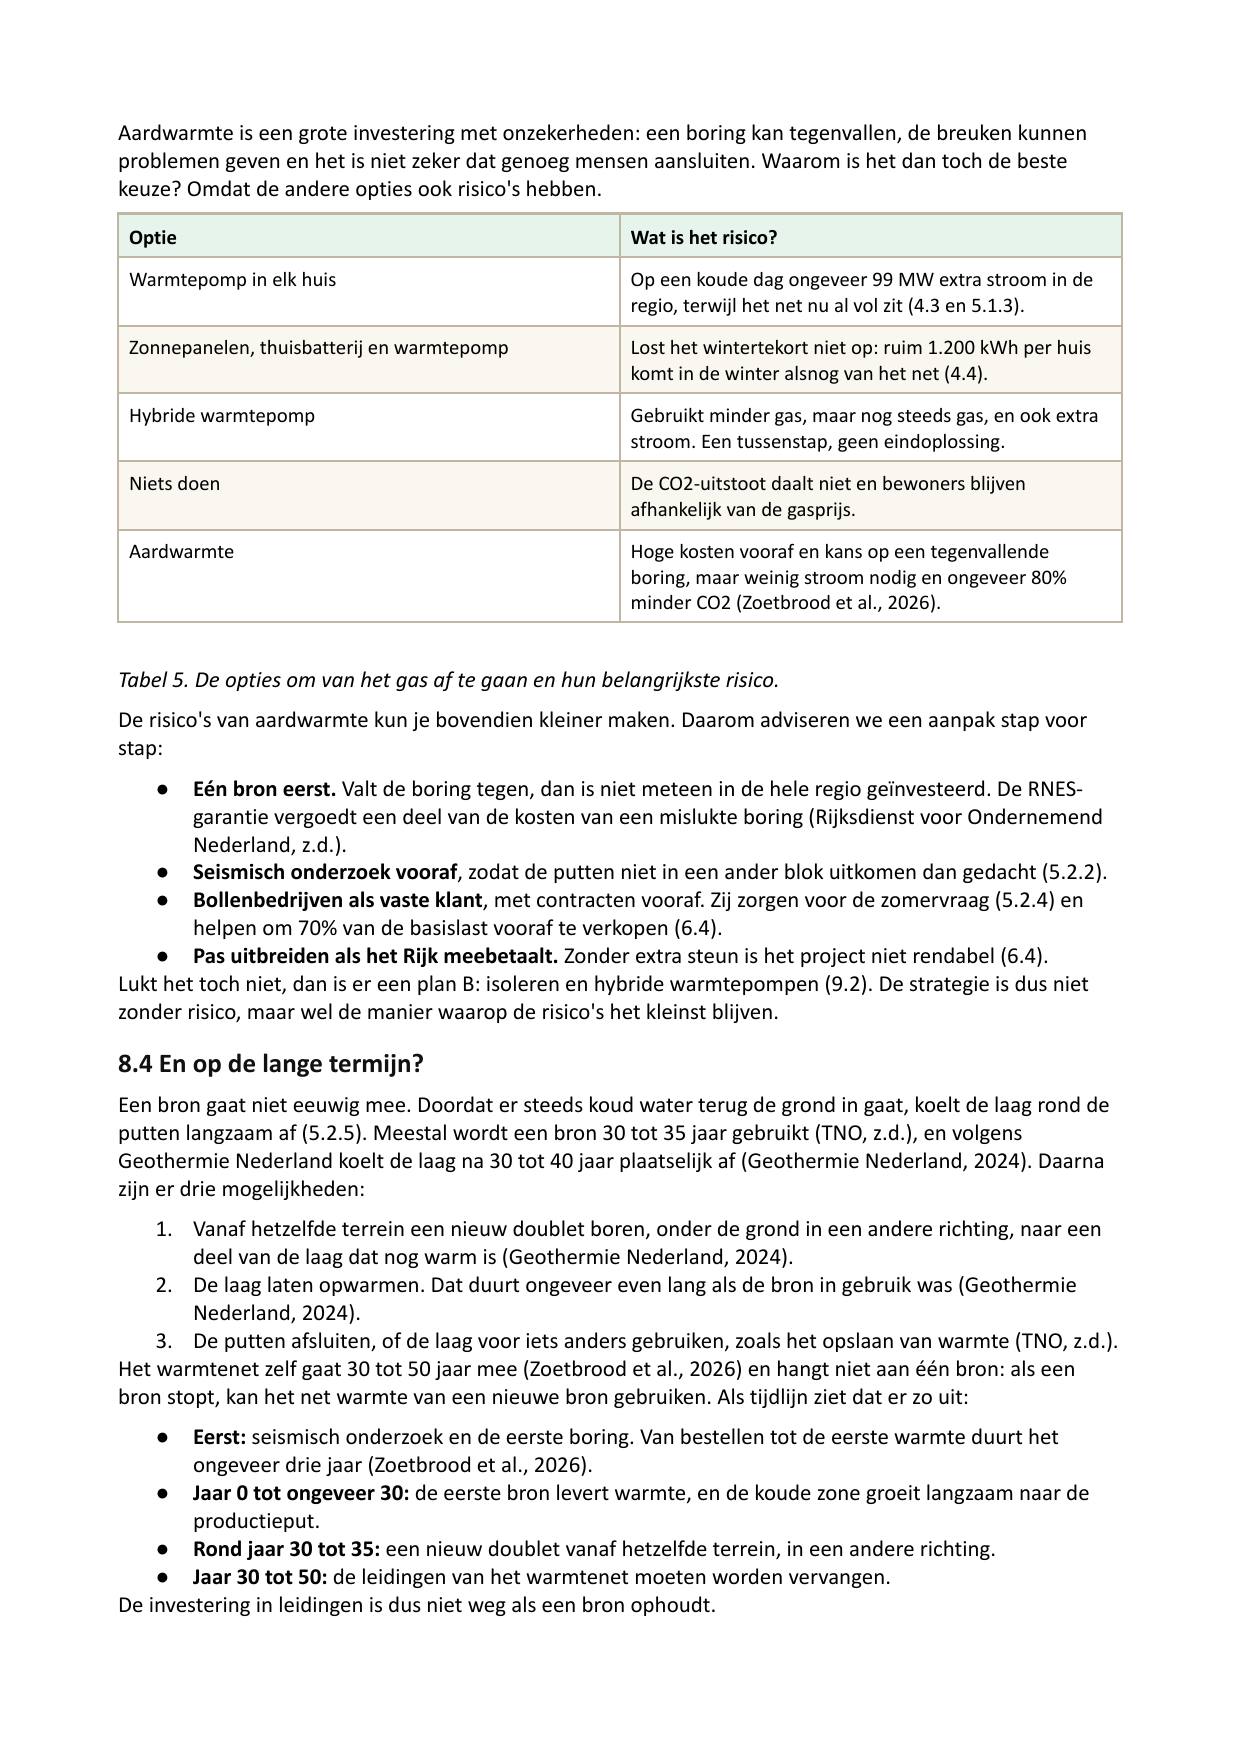 Aardwarmte is een grote investering met onzekerheden: een boring kan tegenvallen, de breuken kunnen
problemen geven en het is niet zeker dat genoeg mensen aansluiten. Waarom is het dan toch de beste
keuze? Omdat de andere opties ook risico's hebben.
Optie
Wat is het risico?
Warmtepomp in elk huis
Op een koude dag ongeveer 99 MW extra stroom in de
regio, terwijl het net nu al vol zit (4.3 en 5.1.3).
Zonnepanelen, thuisbatterij en warmtepomp
Lost het wintertekort niet op: ruim 1.200 kWh per huis
komt in de winter alsnog van het net (4.4).
Hybride warmtepomp
Gebruikt minder gas, maar nog steeds gas, en ook extra
stroom. Een tussenstap, geen eindoplossing.
Niets doen
De CO2-uitstoot daalt niet en bewoners blijven
afhankelijk van de gasprijs.
Aardwarmte
Hoge kosten vooraf en kans op een tegenvallende
boring, maar weinig stroom nodig en ongeveer 80%
minder CO2 (Zoetbrood et al., 2026).
Tabel 5. De opties om van het gas af te gaan en hun belangrijkste risico.
De risico's van aardwarmte kun je bovendien kleiner maken. Daarom adviseren we een aanpak stap voor
stap:
● Eén bron eerst. Valt de boring tegen, dan is niet meteen in de hele regio geïnvesteerd. De RNES-
garantie vergoedt een deel van de kosten van een mislukte boring (Rijksdienst voor Ondernemend
Nederland, z.d.).
● Seismisch onderzoek vooraf, zodat de putten niet in een ander blok uitkomen dan gedacht (5.2.2).
● Bollenbedrijven als vaste klant, met contracten vooraf. Zij zorgen voor de zomervraag (5.2.4) en
helpen om 70% van de basislast vooraf te verkopen (6.4).
● Pas uitbreiden als het Rijk meebetaalt. Zonder extra steun is het project niet rendabel (6.4).
Lukt het toch niet, dan is er een plan B: isoleren en hybride warmtepompen (9.2). De strategie is dus niet
zonder risico, maar wel de manier waarop de risico's het kleinst blijven.
8.4 En op de lange termijn?
Een bron gaat niet eeuwig mee. Doordat er steeds koud water terug de grond in gaat, koelt de laag rond de
putten langzaam af (5.2.5). Meestal wordt een bron 30 tot 35 jaar gebruikt (TNO, z.d.), en volgens
Geothermie Nederland koelt de laag na 30 tot 40 jaar plaatselijk af (Geothermie Nederland, 2024). Daarna
zijn er drie mogelijkheden:
1. Vanaf hetzelfde terrein een nieuw doublet boren, onder de grond in een andere richting, naar een
deel van de laag dat nog warm is (Geothermie Nederland, 2024).
2. De laag laten opwarmen. Dat duurt ongeveer even lang als de bron in gebruik was (Geothermie
Nederland, 2024).
3. De putten afsluiten, of de laag voor iets anders gebruiken, zoals het opslaan van warmte (TNO, z.d.).
Het warmtenet zelf gaat 30 tot 50 jaar mee (Zoetbrood et al., 2026) en hangt niet aan één bron: als een
bron stopt, kan het net warmte van een nieuwe bron gebruiken. Als tijdlijn ziet dat er zo uit:
● Eerst: seismisch onderzoek en de eerste boring. Van bestellen tot de eerste warmte duurt het
ongeveer drie jaar (Zoetbrood et al., 2026).
● Jaar 0 tot ongeveer 30: de eerste bron levert warmte, en de koude zone groeit langzaam naar de
productieput.
● Rond jaar 30 tot 35: een nieuw doublet vanaf hetzelfde terrein, in een andere richting.
● Jaar 30 tot 50: de leidingen van het warmtenet moeten worden vervangen.
De investering in leidingen is dus niet weg als een bron ophoudt.